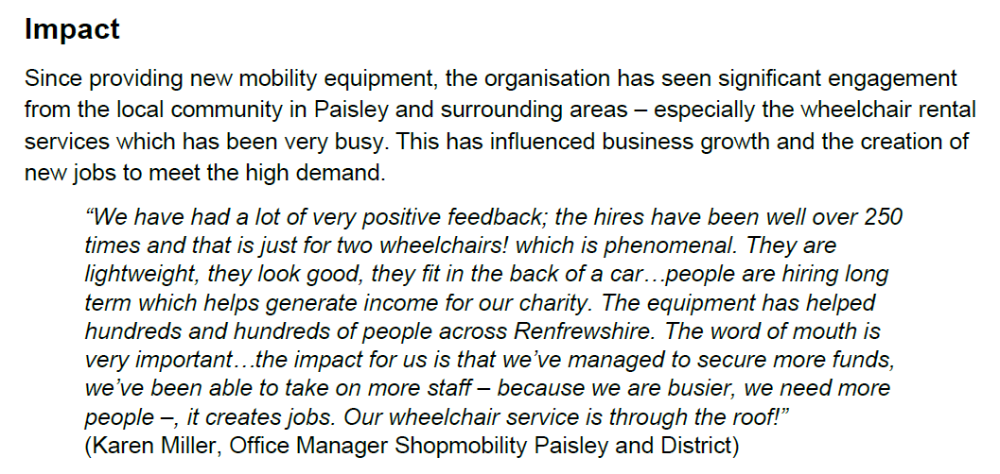 Impact
Since providing new mobility equipment, the organisation has seen significant engagement
from the local community in Paisley and surrounding areas – especially the wheelchair rental
services which has been very busy. This has influenced business growth and the creation of
new jobs to meet the high demand.
“We have had a lot of very positive feedback; the hires have been well over 250
times and that is just for two wheelchairs! which is phenomenal. They are
lightweight, they look good, they fit in the back of a car…people are hiring long
term which helps generate income for our charity. The equipment has helped
hundreds and hundreds of people across Renfrewshire. The word of mouth is
very important…the impact for us is that we’ve managed to secure more funds,
we’ve been able to take on more staff – because we are busier, we need more
people –, it creates jobs. Our wheelchair service is through the roof!”
(Karen Miller, Office Manager Shopmobility Paisley and District)